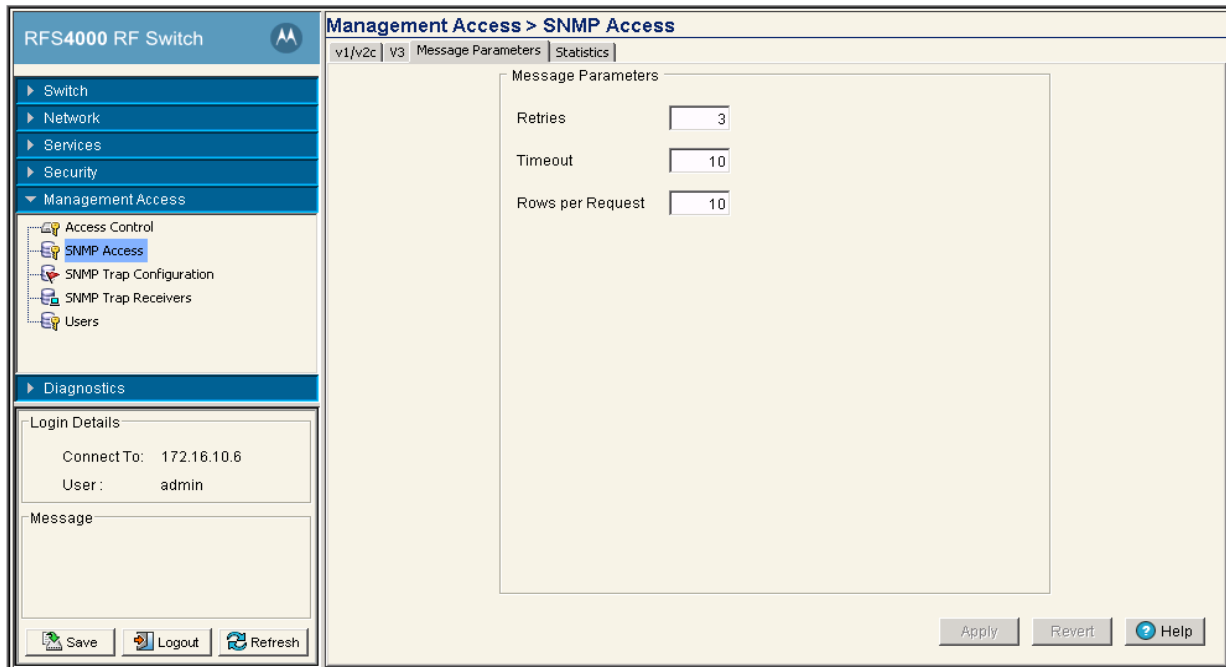 RFS4000 RF Switch
Switch
Network
Services
Security
Management Access
Access Control
SNMP Access
SNMP Trap Configuration
SNMP Trap Receivers
Users
Diagnostics
Login Details
Connect To: 172.16.10.6
User : admin
Message
Save Logout Refresh
Management Access > SNMP Access
v1/v2c V3 Message Parameters Statistics
Message Parameters
Retries 3
Timeout 10
Rows per Request 10
Apply Revert Help